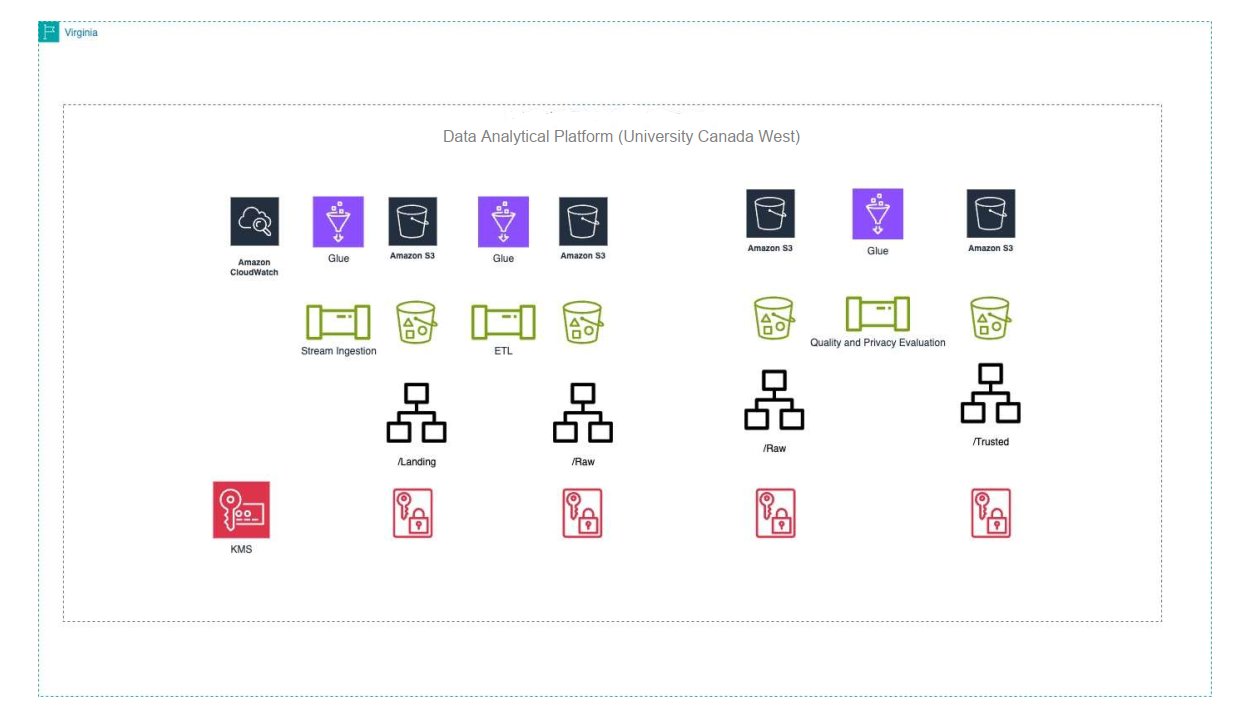 Virginia
Data Analytical Platform (University Canada West)
Amazon
CloudWatch
Glue
Amazon S3
Glue
Amazon S3
Amazon S3
Glue
Amazon S3
Stream Ingestion
ETL
Quality and Privacy Evaluation
/Landing
/Raw
/Raw
/Trusted
KMS